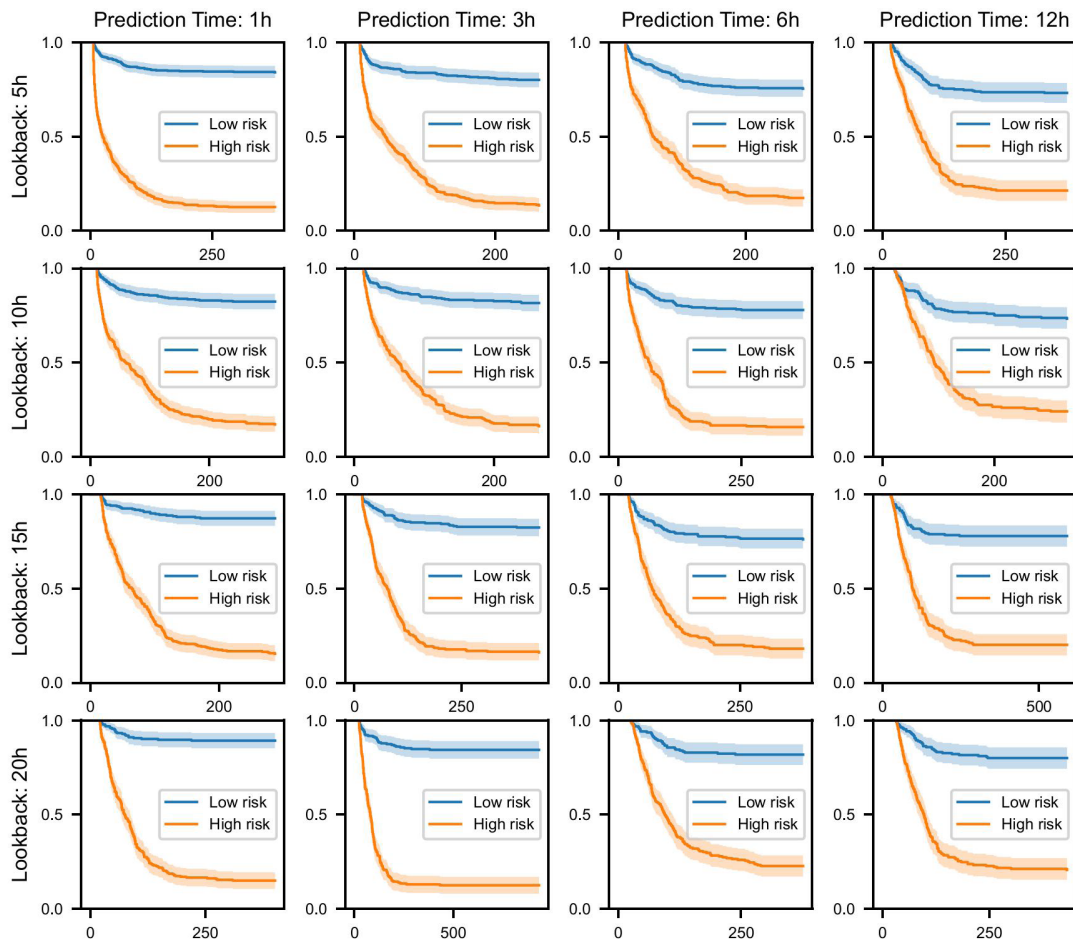 Prediction Time: 1h Prediction Time: 3h Prediction Time: 6h Prediction Time: 12h
Lookback: 5h
1.0 1.0 1.0 1.0
Low risk Low risk Low risk Low risk
0.5 0.5 0.5 0.5
High risk High risk High risk High risk
0.0 0.0 0.0 0.0
0 250 0 200 0 200 0 250
Lookback: 10h
1.0 1.0 1.0 1.0
Low risk Low risk Low risk Low risk
0.5 0.5 0.5 0.5
High risk High risk High risk High risk
0.0 0.0 0.0 0.0
0 200 0 200 0 250 0 200
Lookback: 15h
1.0 1.0 1.0 1.0
Low risk Low risk Low risk Low risk
0.5 0.5 0.5 0.5
High risk High risk High risk High risk
0.0 0.0 0.0 0.0
0 200 0 250 0 250 0 500
Lookback: 20h
1.0 1.0 1.0 1.0
Low risk Low risk Low risk Low risk
0.5 0.5 0.5 0.5
High risk High risk High risk High risk
0.0 0.0 0.0 0.0
0 250 0 500 0 250 0 250